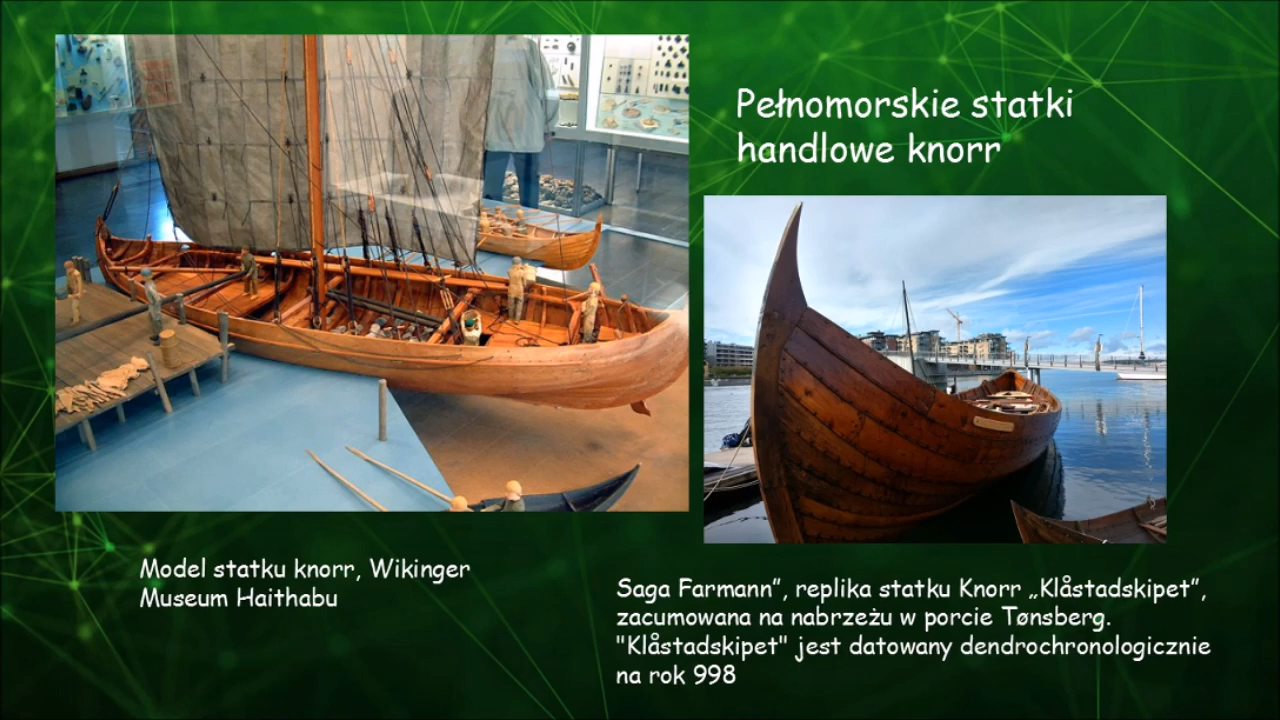 Pełnomorskie statki
handlowe knorr
Model statku knorr, Wikinger
Museum Haithabu
Saga Farmann”, replika statku Knorr „Klåstadskipet”,
zacumowana na nabrzeżu w porcie Tønsberg.
"Klåstadskipet" jest datowany dendrochronologicznie
na rok 998